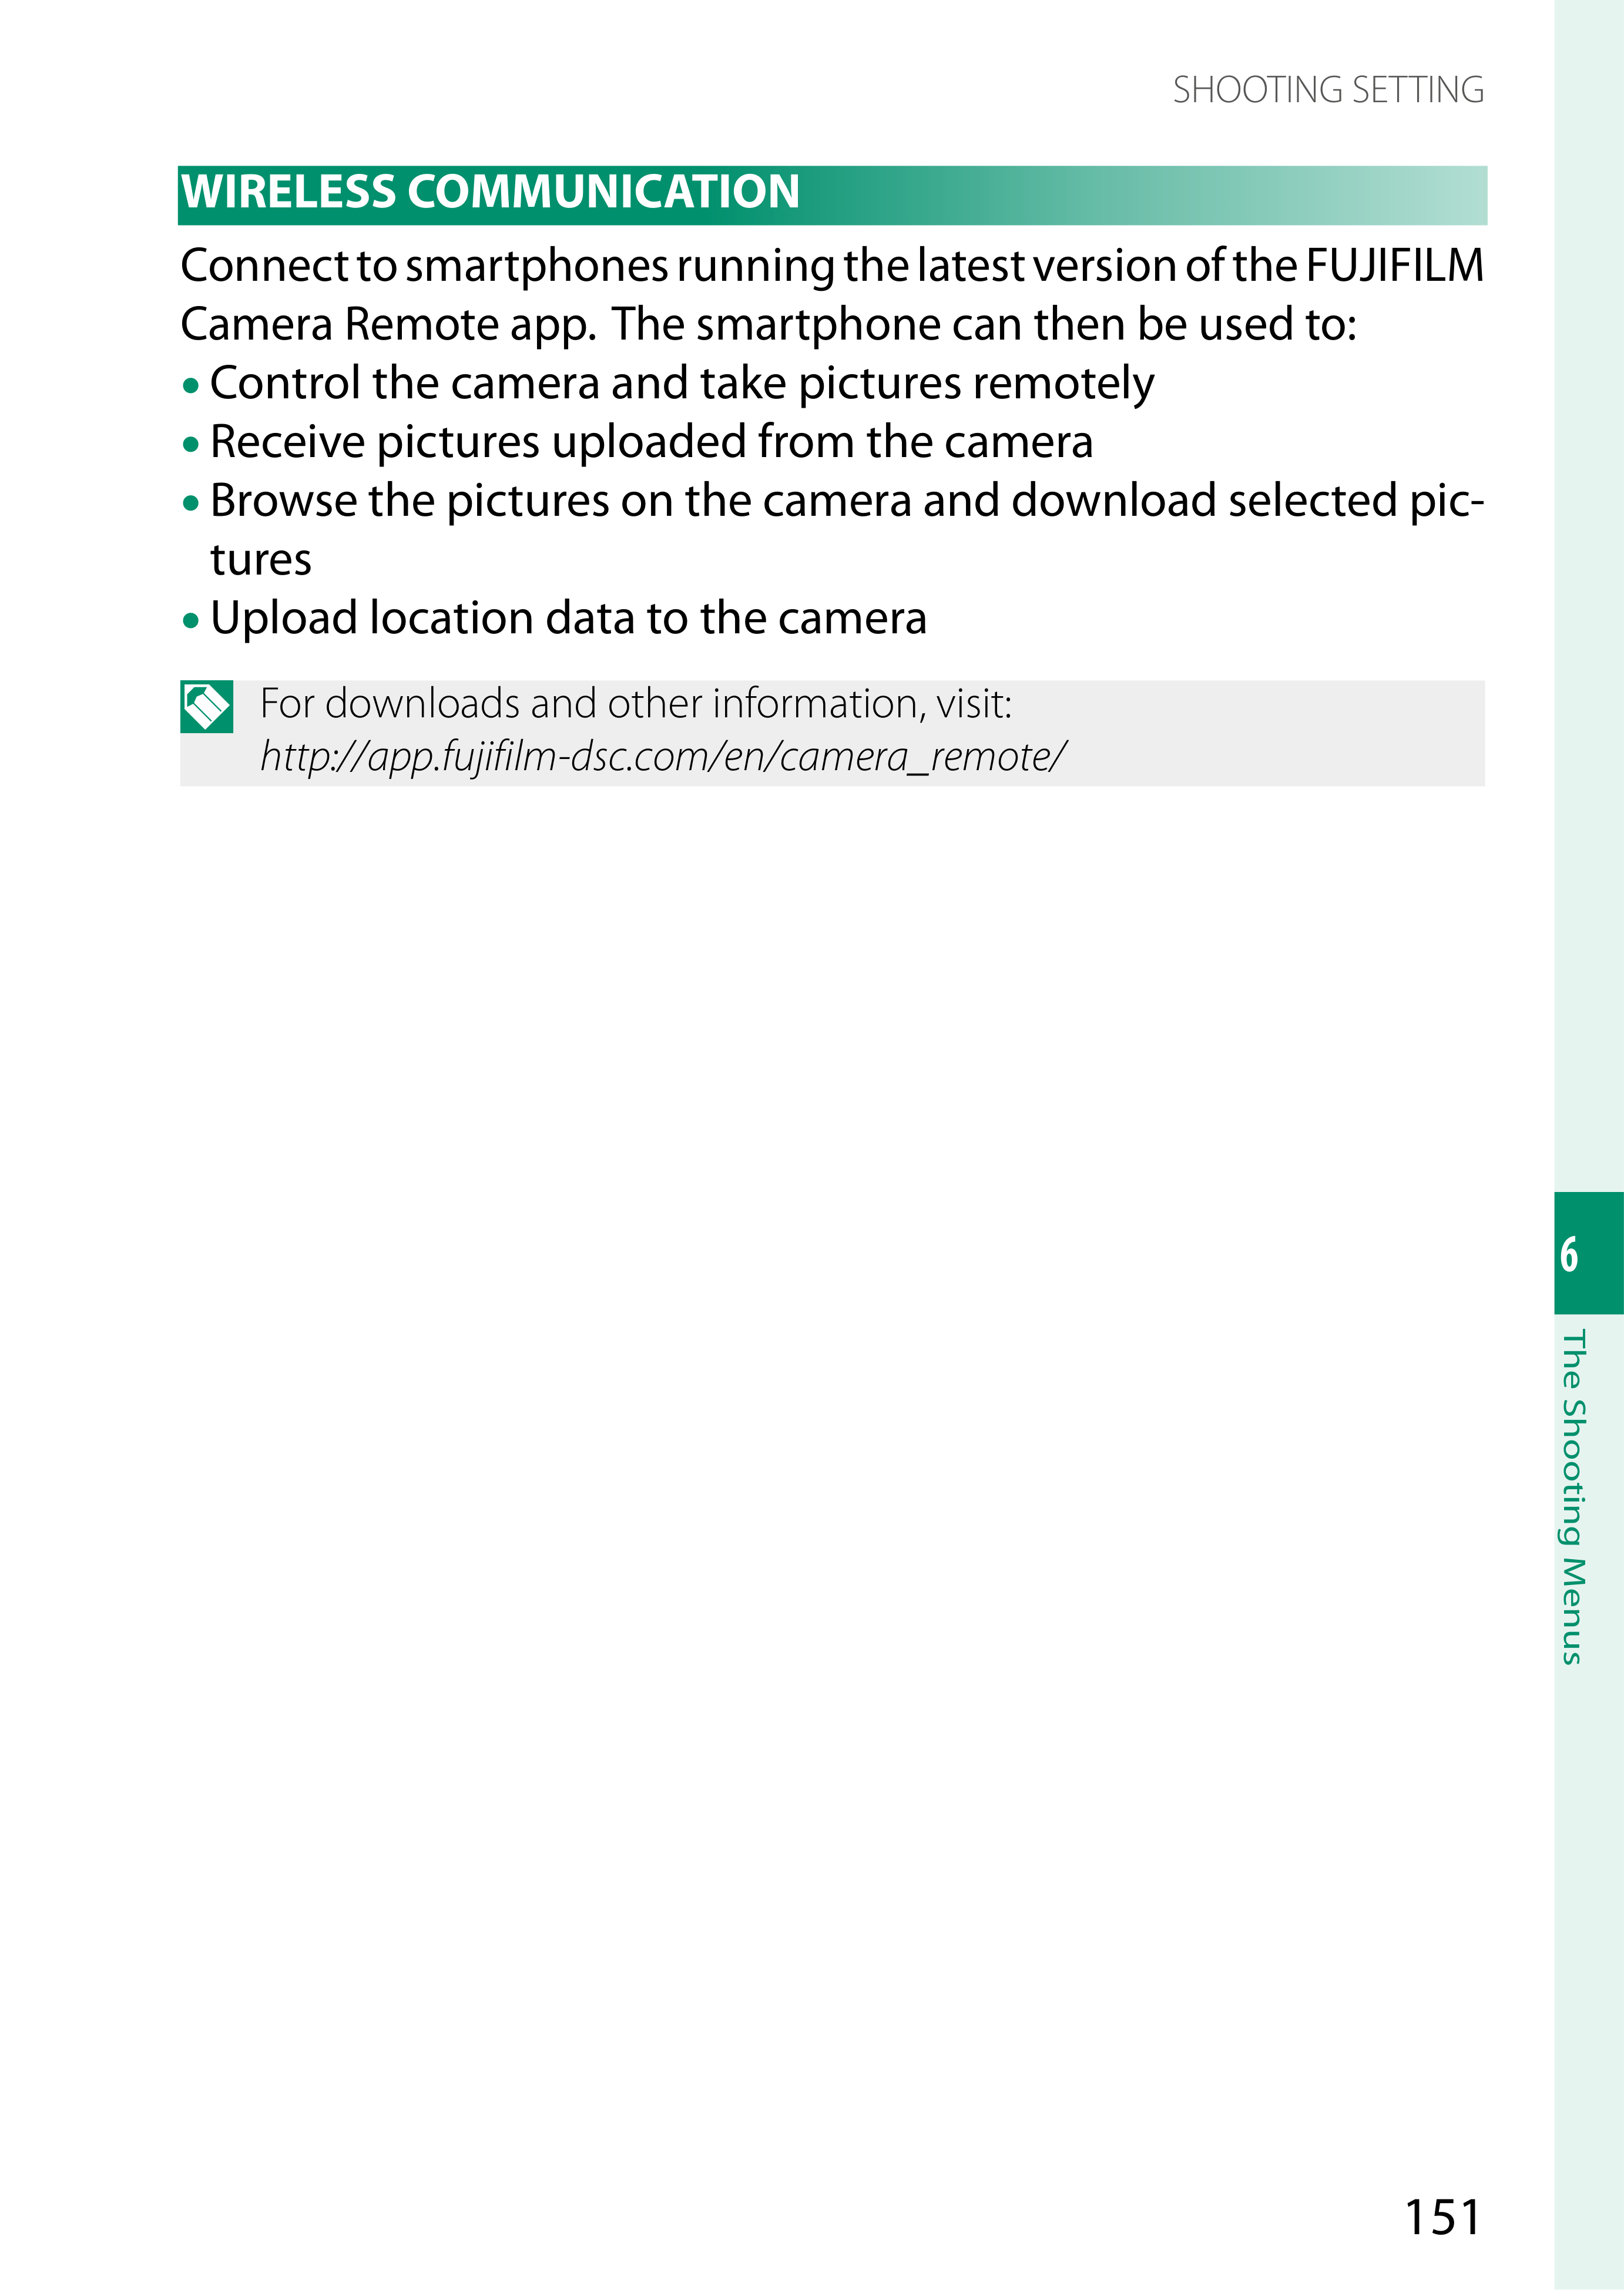 SHOOTING SETTING
WIRELESS COMMUNICATION
Connect to smartphones running the latest version of the FUJIFILM
Camera Remote app.  The smartphone can then be used to:
• Control the camera and take pictures remotely
• Receive pictures uploaded from the camera
• Browse the pictures on the camera and download selected pic-
tures
• Upload location data to the camera
For downloads and other information, visit:
http://app.fujifilm-dsc.com/en/camera_remote/
6
The Shooting Menus
151